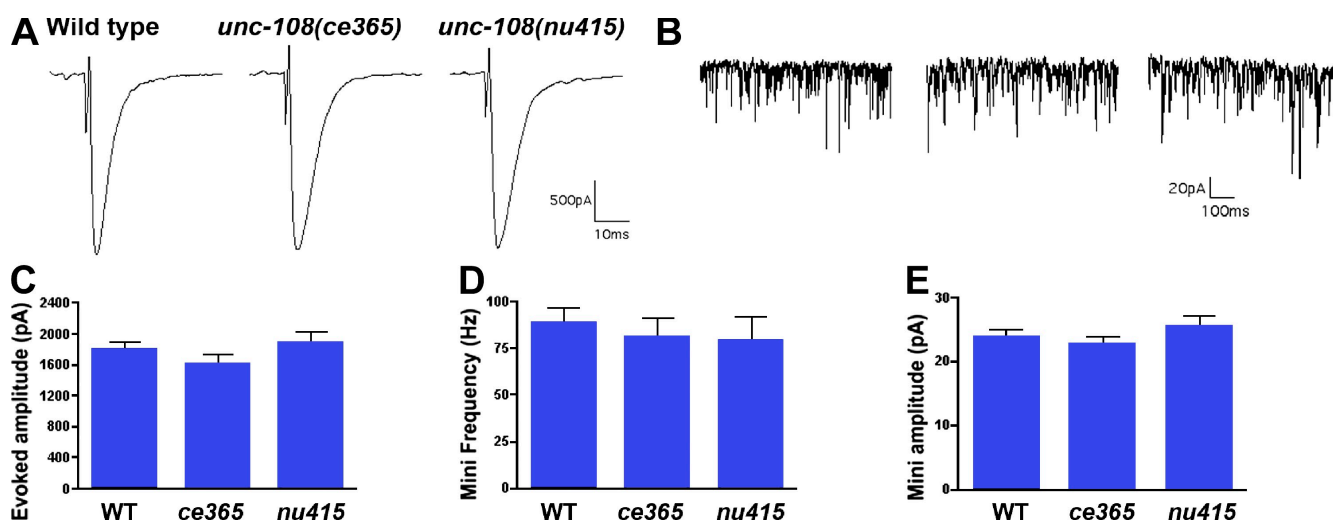 A Wild type unc-108(ce365) unc-108(nu415) B
500pA
10ms
20pA
100ms
C
Evoked amplitude (pA)
2400
2000
1600
1200
800
400
0
WT ce365 nu415
D
Mini Frequency (Hz)
100
75
50
25
0
WT ce365 nu415
E
Mini amplitude (pA)
30
20
10
0
WT ce365 nu415